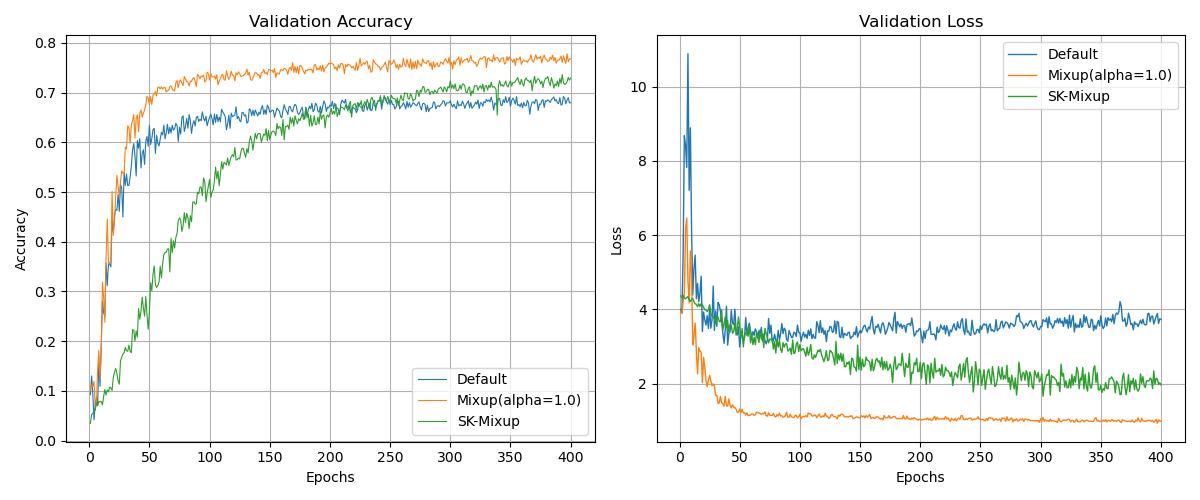 Validation Accuracy
Accuracy
0.8
0.7
0.6
0.5
0.4
0.3
0.2
0.1
0.0
0 50 100 150 200 250 300 350 400
Epochs
Default
Mixup(alpha=1.0)
SK-Mixup
Validation Loss
Loss
10
8
6
4
2
0 50 100 150 200 250 300 350 400
Epochs
Default
Mixup(alpha=1.0)
SK-Mixup